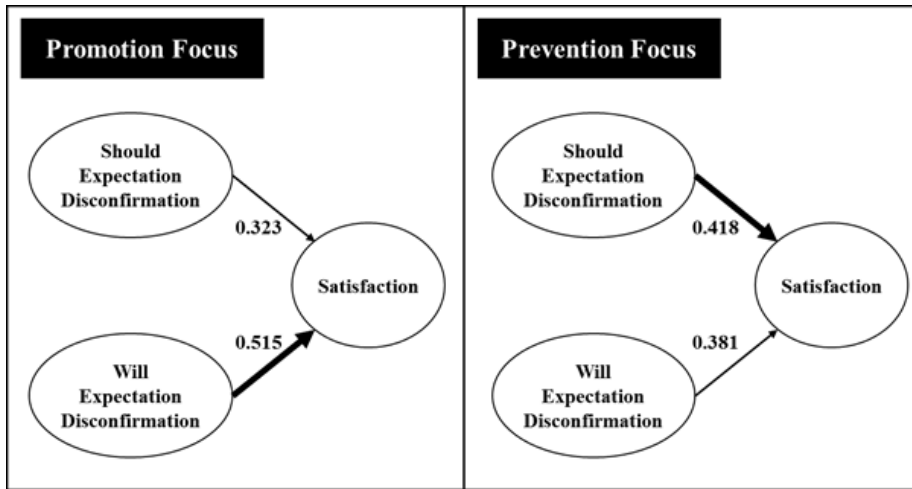 Promotion Focus
Should
Expectation
Disconfirmation
0.323
Satisfaction
0.515
Will
Expectation
Disconfirmation
Prevention Focus
Should
Expectation
Disconfirmation
0.418
Satisfaction
0.381
Will
Expectation
Disconfirmation